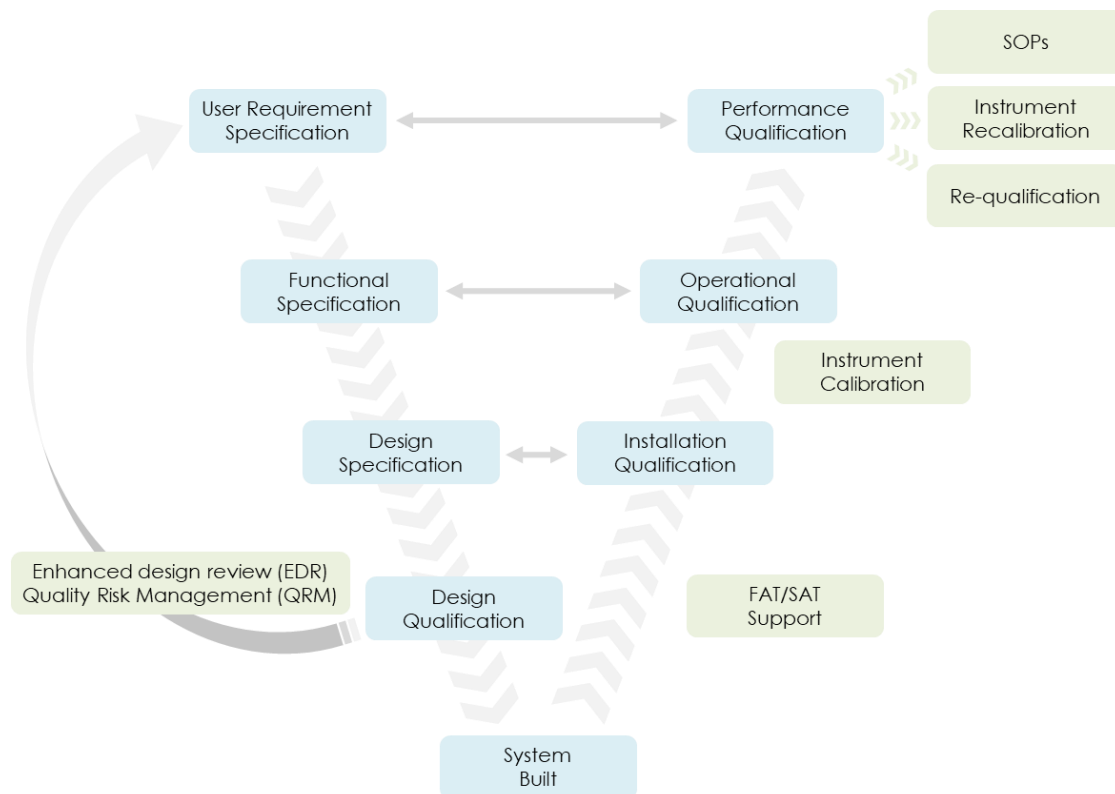 SOPs
User Requirement
Specification
Performance
Qualification
Instrument
Recalibration
Re-qualification
Functional
Specification
Operational
Qualification
Instrument
Calibration
Design
Specification
Installation
Qualification
Enhanced design review (EDR)
Quality Risk Management (QRM)
Design
Qualification
FAT/SAT
Support
System
Built